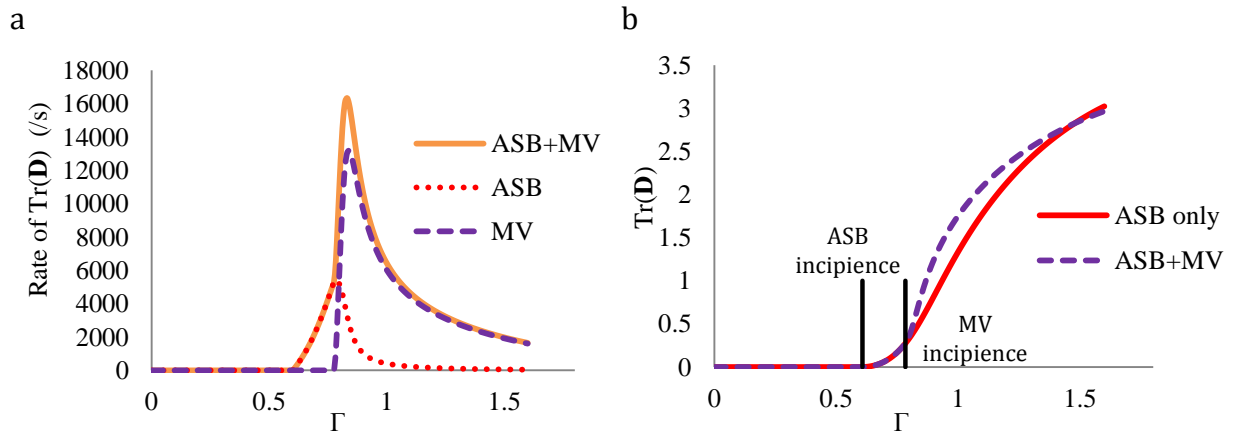 a
18000
16000
14000
12000
10000
8000
6000
4000
2000
0
Rate of Tr(D) (/s)
0
0.5
1
1.5
Γ
ASB+MV
ASB
MV
b
3.5
3
2.5
2
1.5
1
0.5
0
Tr(D)
0
0.5
1
1.5
Γ
ASB
incipience
MV
incipience
ASB only
ASB+MV